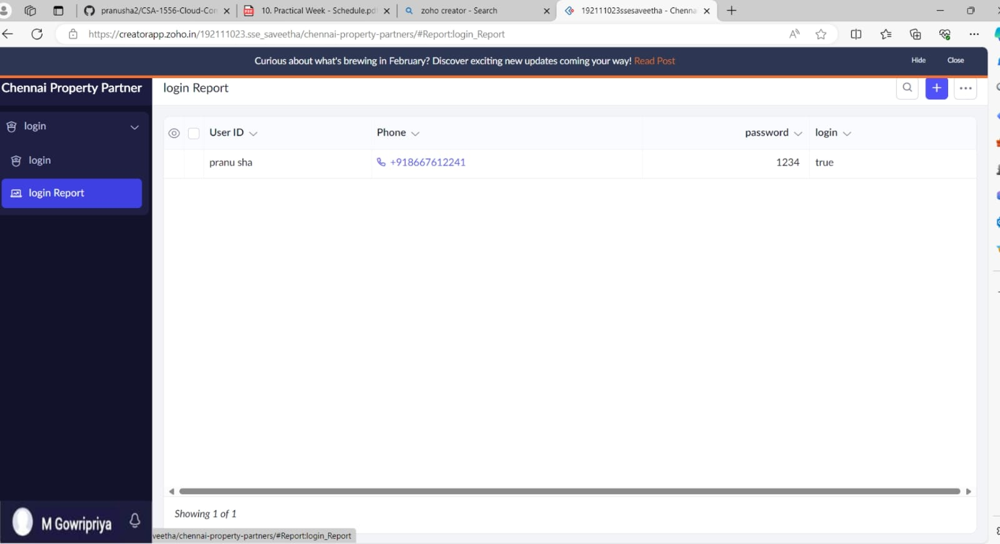 pranusha2/CSA-1556-Cloud-Con
10. Practical Week - Schedule.pd
zoho creator - Search
192111023ssesaveetha - Chenna
https://creatorapp.zoho.in/192111023.sse_saveetha/chennai-property-partners/#Report:login_Report
Curious about what's brewing in February? Discover exciting new updates coming your way! Read Post
Hide
Close
Chennai Property Partner
login Report
login
login
login Report
User ID
Phone
password
login
pranu sha
+918667612241
1234
true
Showing 1 of 1
M Gowripriya
veetha/chennai-property-partners/#Report:login_Report